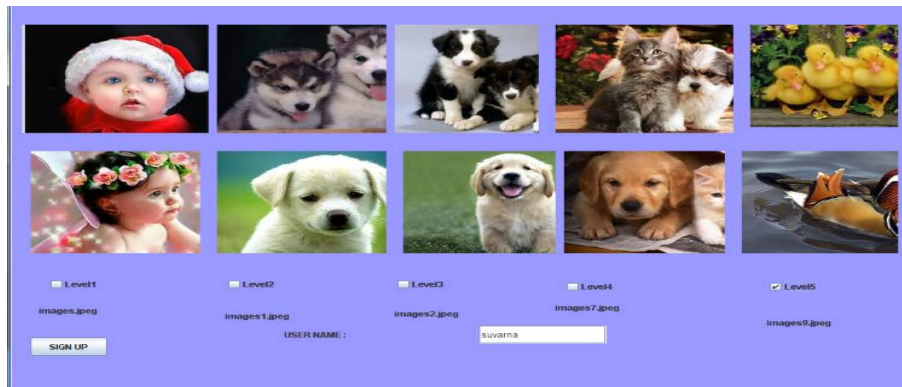 Level1
Level2
Level3
Level4
Level5
images.jpeg
images1.jpeg
images2.jpeg
images7.jpeg
images9.jpeg
USER NAME :
suvarna
SIGN UP